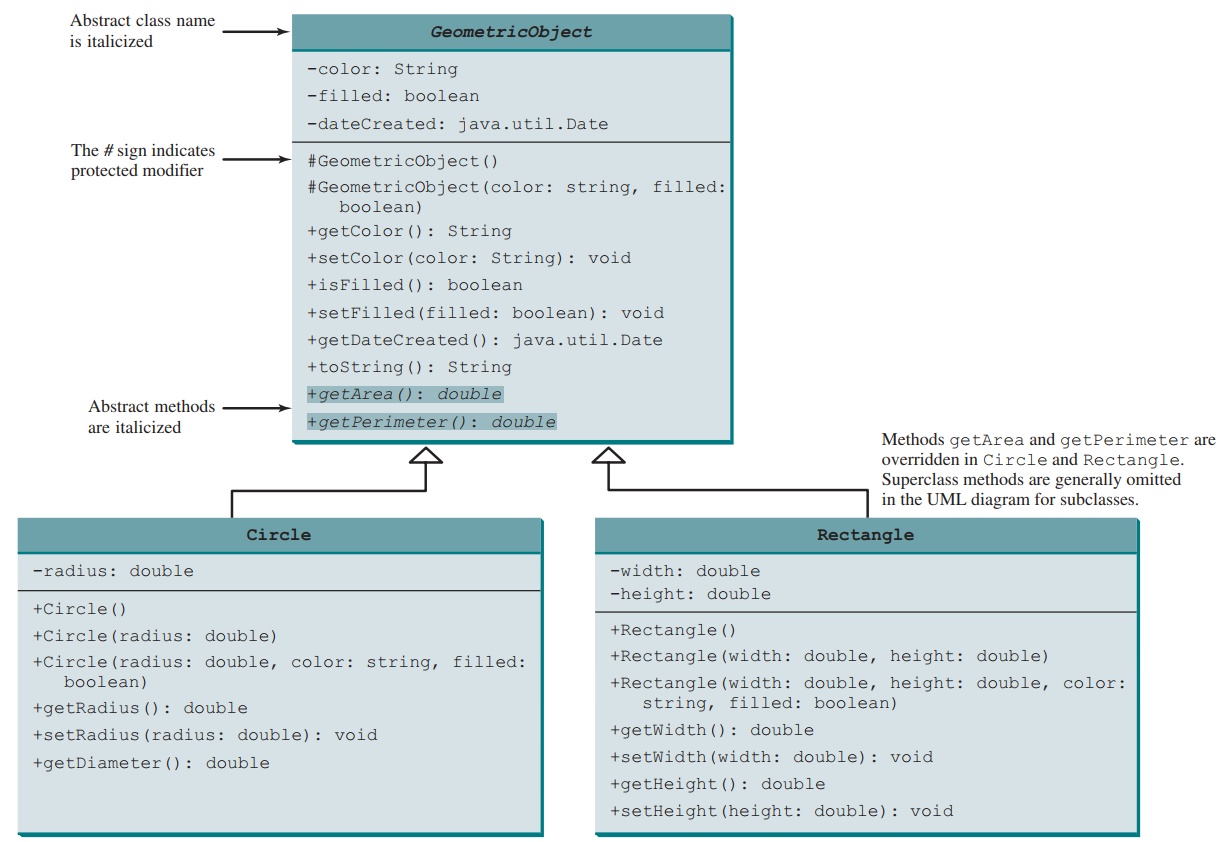 Abstract class name
is italicized
GeometricObject
-color: String
-filled: boolean
-dateCreated: java.util.Date
The # sign indicates
protected modifier
#GeometricObject()
#GeometricObject(color: string, filled:
boolean)
+getColor(): String
+setColor(color: String): void
+isFilled(): boolean
+setFilled(filled: boolean): void
+getDateCreated(): java.util.Date
+toString(): String
+getArea(): double
+getPerimeter(): double
Abstract methods
are italicized
Methods getArea and getPerimeter are
overridden in Circle and Rectangle.
Superclass methods are generally omitted
in the UML diagram for subclasses.
Circle
-radius: double
+Circle()
+Circle(radius: double)
+Circle(radius: double, color: string, filled:
boolean)
+getRadius(): double
+setRadius(radius: double): void
+getDiameter(): double
Rectangle
-width: double
-height: double
+Rectangle()
+Rectangle(width: double, height: double)
+Rectangle(width: double, height: double, color:
string, filled: boolean)
+getWidth(): double
+setWidth(width: double): void
+getHeight(): double
+setHeight(height: double): void